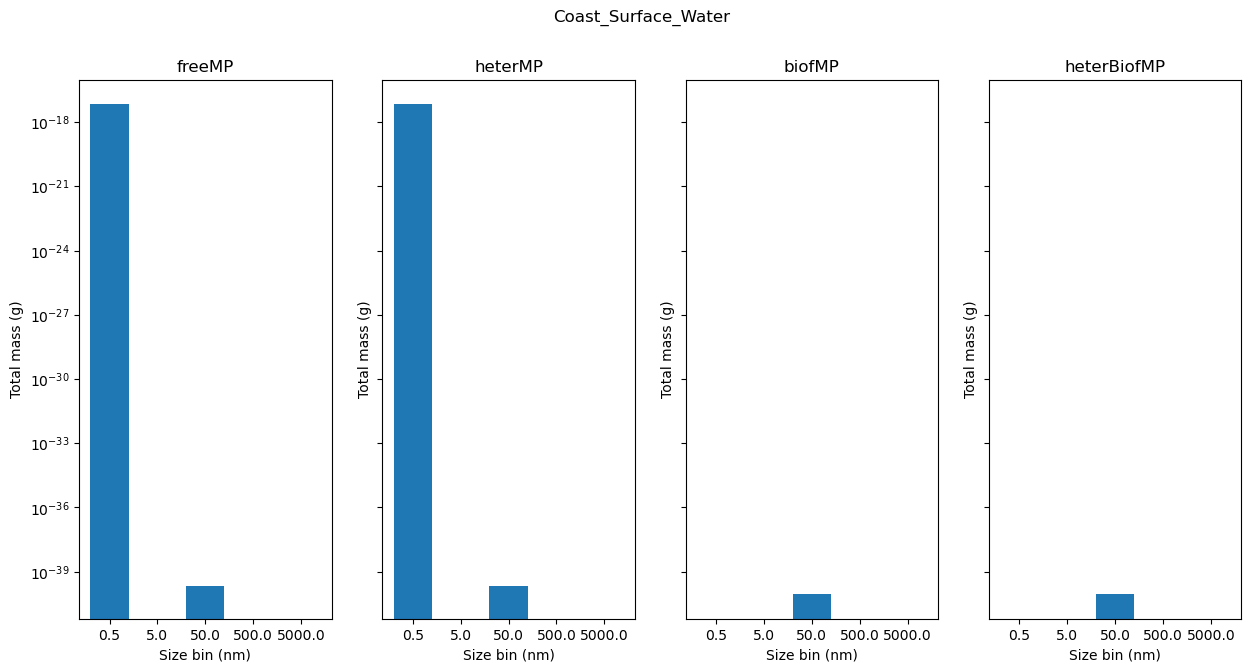 Coast_Surface_Water
freeMP
heterMP
biofMP
heterBiofMP
Total mass (g)
10^{-18}
10^{-21}
10^{-24}
10^{-27}
10^{-30}
10^{-33}
10^{-36}
10^{-39}
0.5 5.0 50.0 500.0 5000.0
Size bin (nm)
Total mass (g)
0.5 5.0 50.0 500.0 5000.0
Size bin (nm)
Total mass (g)
0.5 5.0 50.0 500.0 5000.0
Size bin (nm)
Total mass (g)
0.5 5.0 50.0 500.0 5000.0
Size bin (nm)